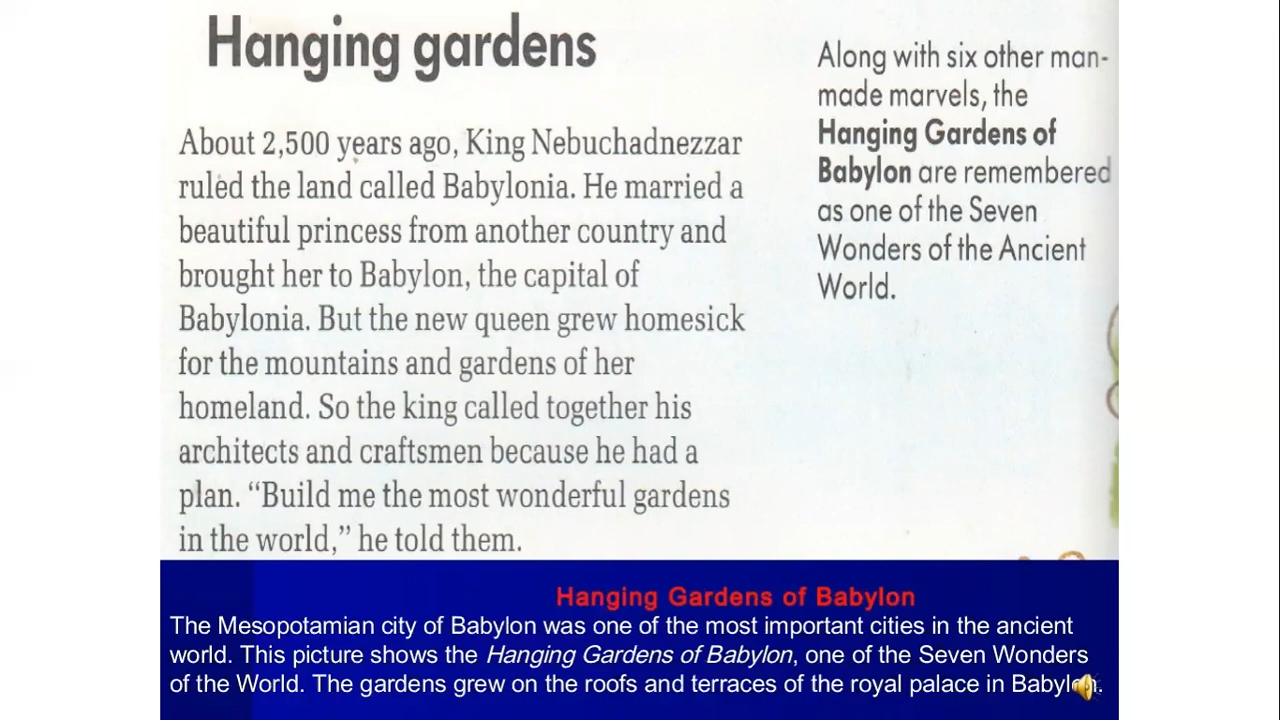 Hanging gardens
About 2,500 years ago, King Nebuchadnezzar
ruled the land called Babylonia. He married a
beautiful princess from another country and
brought her to Babylon, the capital of
Babylonia. But the new queen grew homesick
for the mountains and gardens of her
homeland. So the king called together his
architects and craftsmen because he had a
plan. “Build me the most wonderful gardens
in the world,” he told them.
Along with six other man-
made marvels, the
Hanging Gardens of
Babylon are remembered
as one of the Seven
Wonders of the Ancient
World.
Hanging Gardens of Babylon
The Mesopotamian city of Babylon was one of the most important cities in the ancient
world. This picture shows the Hanging Gardens of Babylon, one of the Seven Wonders
of the World. The gardens grew on the roofs and terraces of the royal palace in Babylon.